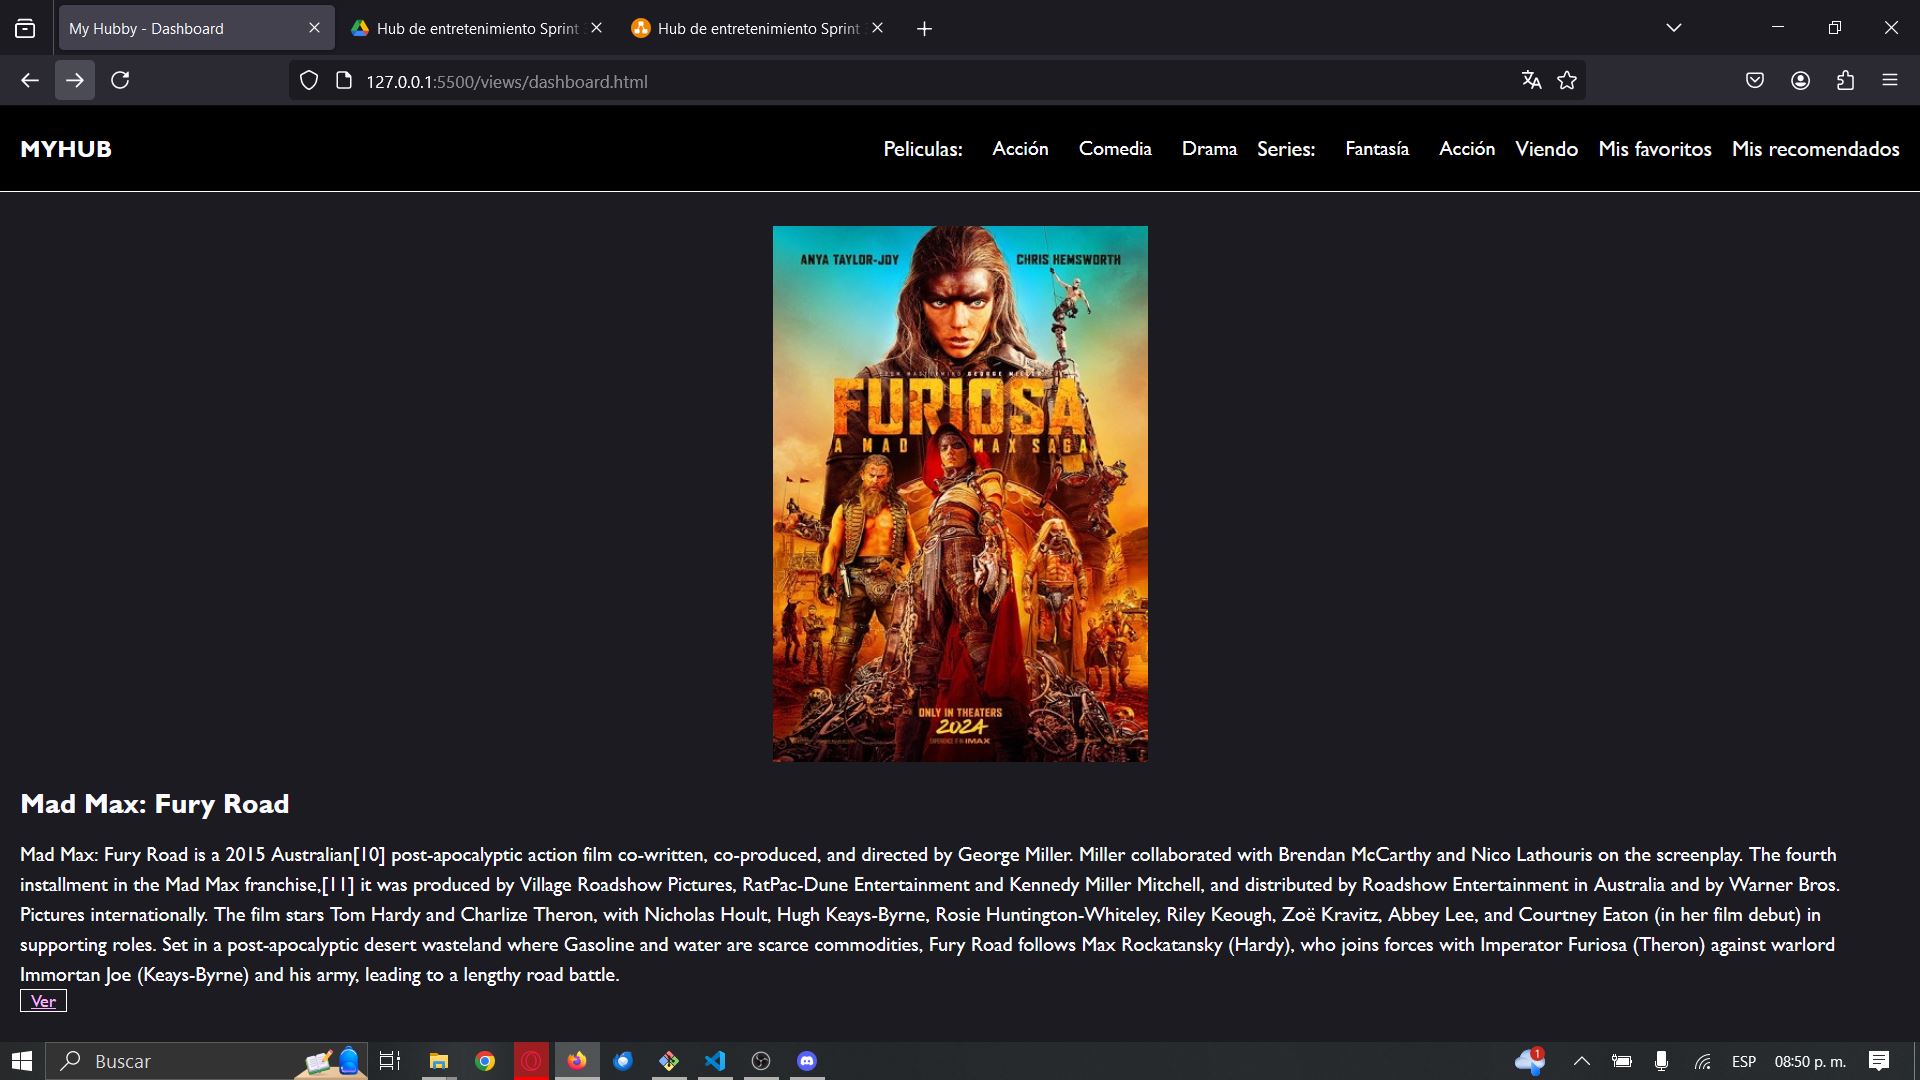 My Hubby - Dashboard
Hub de entretenimiento Sprint
Hub de entretenimiento Sprint
127.0.0.1:5500/views/dashboard.html
MYHUB
Peliculas: Acción Comedia Drama Series: Fantasía Acción Viendo Mis favoritos Mis recomendados
ANYA TAYLOR-JOY CHRIS HEMSWORTH
FROM MASTERMIND GEORGE MILLER
FURIOSA
A MAD MAX SAGA
ONLY IN THEATERS
2024
EXPERIENCE IT IN IMAX
Mad Max: Fury Road
Mad Max: Fury Road is a 2015 Australian[10] post-apocalyptic action film co-written, co-produced, and directed by George Miller. Miller collaborated with Brendan McCarthy and Nico Lathouris on the screenplay. The fourth
installment in the Mad Max franchise,[11] it was produced by Village Roadshow Pictures, RatPac-Dune Entertainment and Kennedy Miller Mitchell, and distributed by Roadshow Entertainment in Australia and by Warner Bros.
Pictures internationally. The film stars Tom Hardy and Charlize Theron, with Nicholas Hoult, Hugh Keays-Byrne, Rosie Huntington-Whiteley, Riley Keough, Zoë Kravitz, Abbey Lee, and Courtney Eaton (in her film debut) in
supporting roles. Set in a post-apocalyptic desert wasteland where Gasoline and water are scarce commodities, Fury Road follows Max Rockatansky (Hardy), who joins forces with Imperator Furiosa (Theron) against warlord
Immortan Joe (Keays-Byrne) and his army, leading to a lengthy road battle.
Ver
Buscar
1
ESP
08:50 p. m.